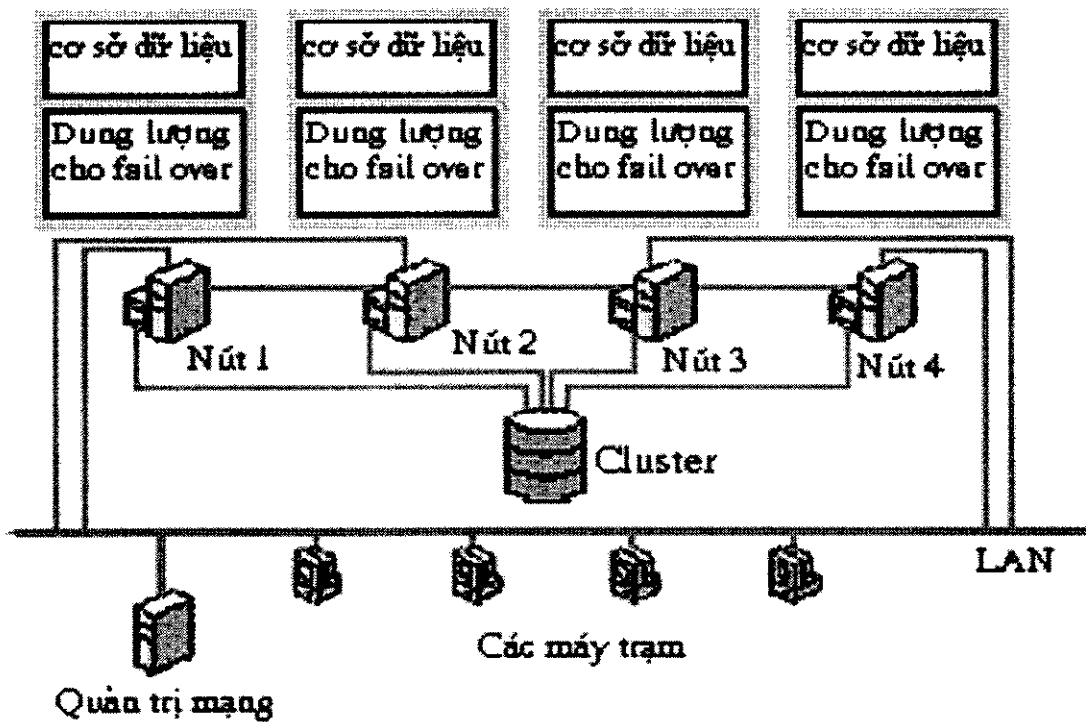 cơ sở dữ liệu
cơ sở dữ liệu
cơ sở dữ liệu
cơ sở dữ liệu
Dung lượng
cho fail over
Dung lượng
cho fail over
Dung lượng
cho fail over
Dung lượng
cho fail over
Nút 1
Nút 2
Nút 3
Nút 4
Cluster
LAN
Các máy trạm
Quản trị mạng